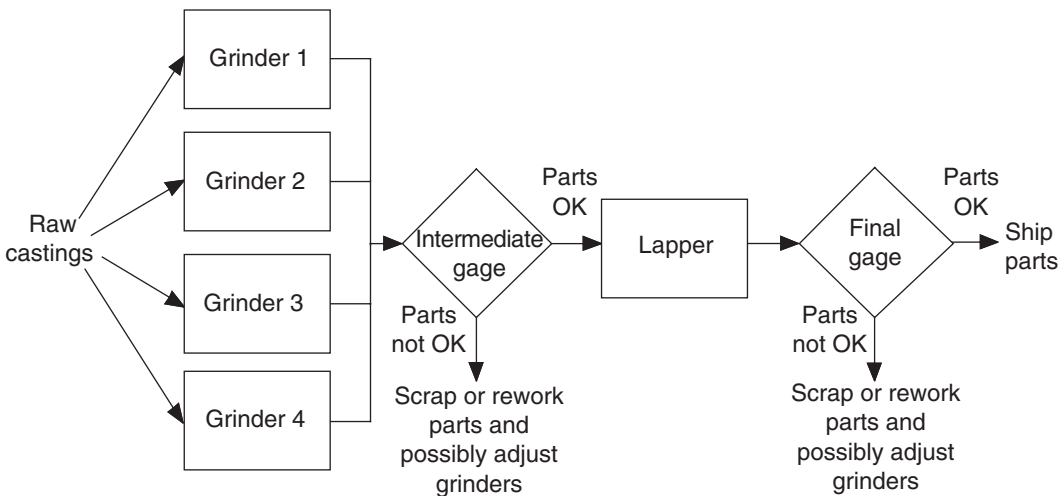 Raw
castings
Grinder 1
Grinder 2
Grinder 3
Grinder 4
Intermediate
gage
Parts
OK
Parts
not OK
Scrap or rework
parts and
possibly adjust
grinders
Lapper
Final
gage
Parts
OK
Ship
parts
Parts
not OK
Scrap or rework
parts and
possibly adjust
grinders